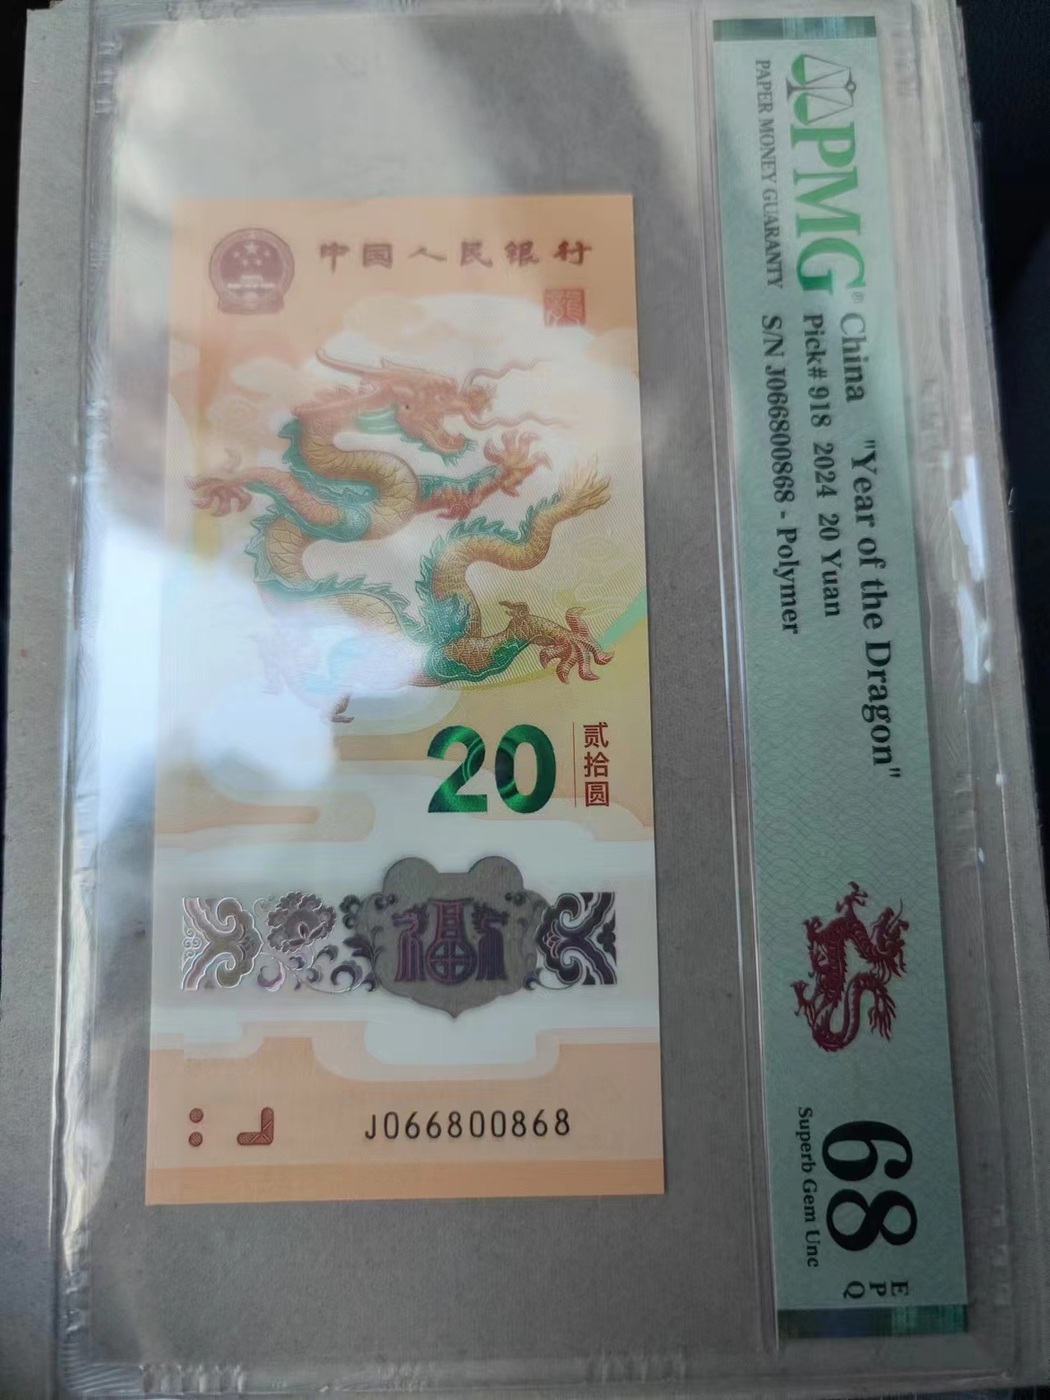 中国人民银行
龍
20
贰拾圆
J066800868
PMG®
PAPER MONEY GUARANTY
China "Year of the Dragon"
Pick# 918 2024 20 Yuan
S/N J066800868 - Polymer
68
EPQ
Superb Gem Unc